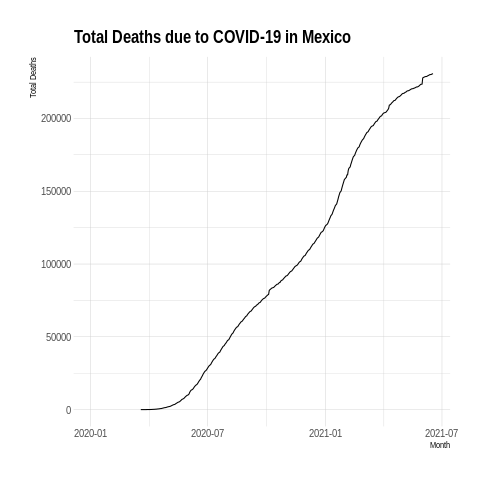 Total Deaths due to COVID-19 in Mexico
Total Deaths
200000
150000
100000
50000
0
2020-01 2020-07 2021-01 2021-07
Month